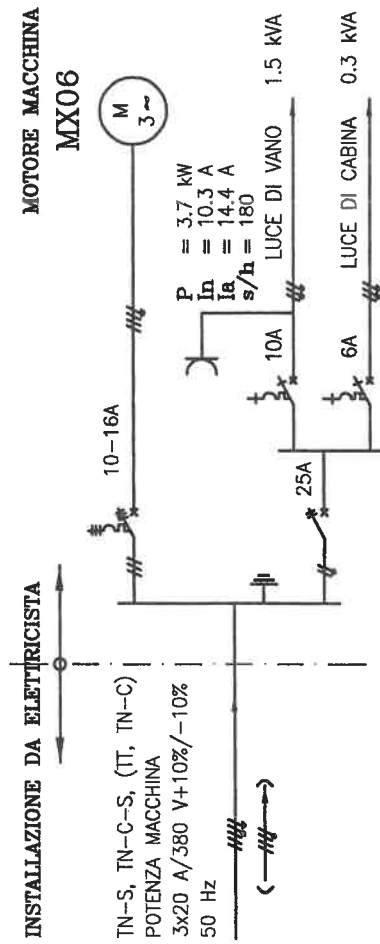 INSTALLAZIONE DA ELETTRICISTA
MOTORE MACCHINA
MX06
TN-S, TN-C-S, (TT, TN-C)
POTENZA MACCHINA
3x20 A/380 V+10%/-10%
50 Hz
10-16A
M
3~
P = 3.7 kW
In = 10.3 A
Ia = 14.4 A
s/h = 180
25A
10A
LUCE DI VANO 1.5 kVA
6A
LUCE DI CABINA 0.3 kVA